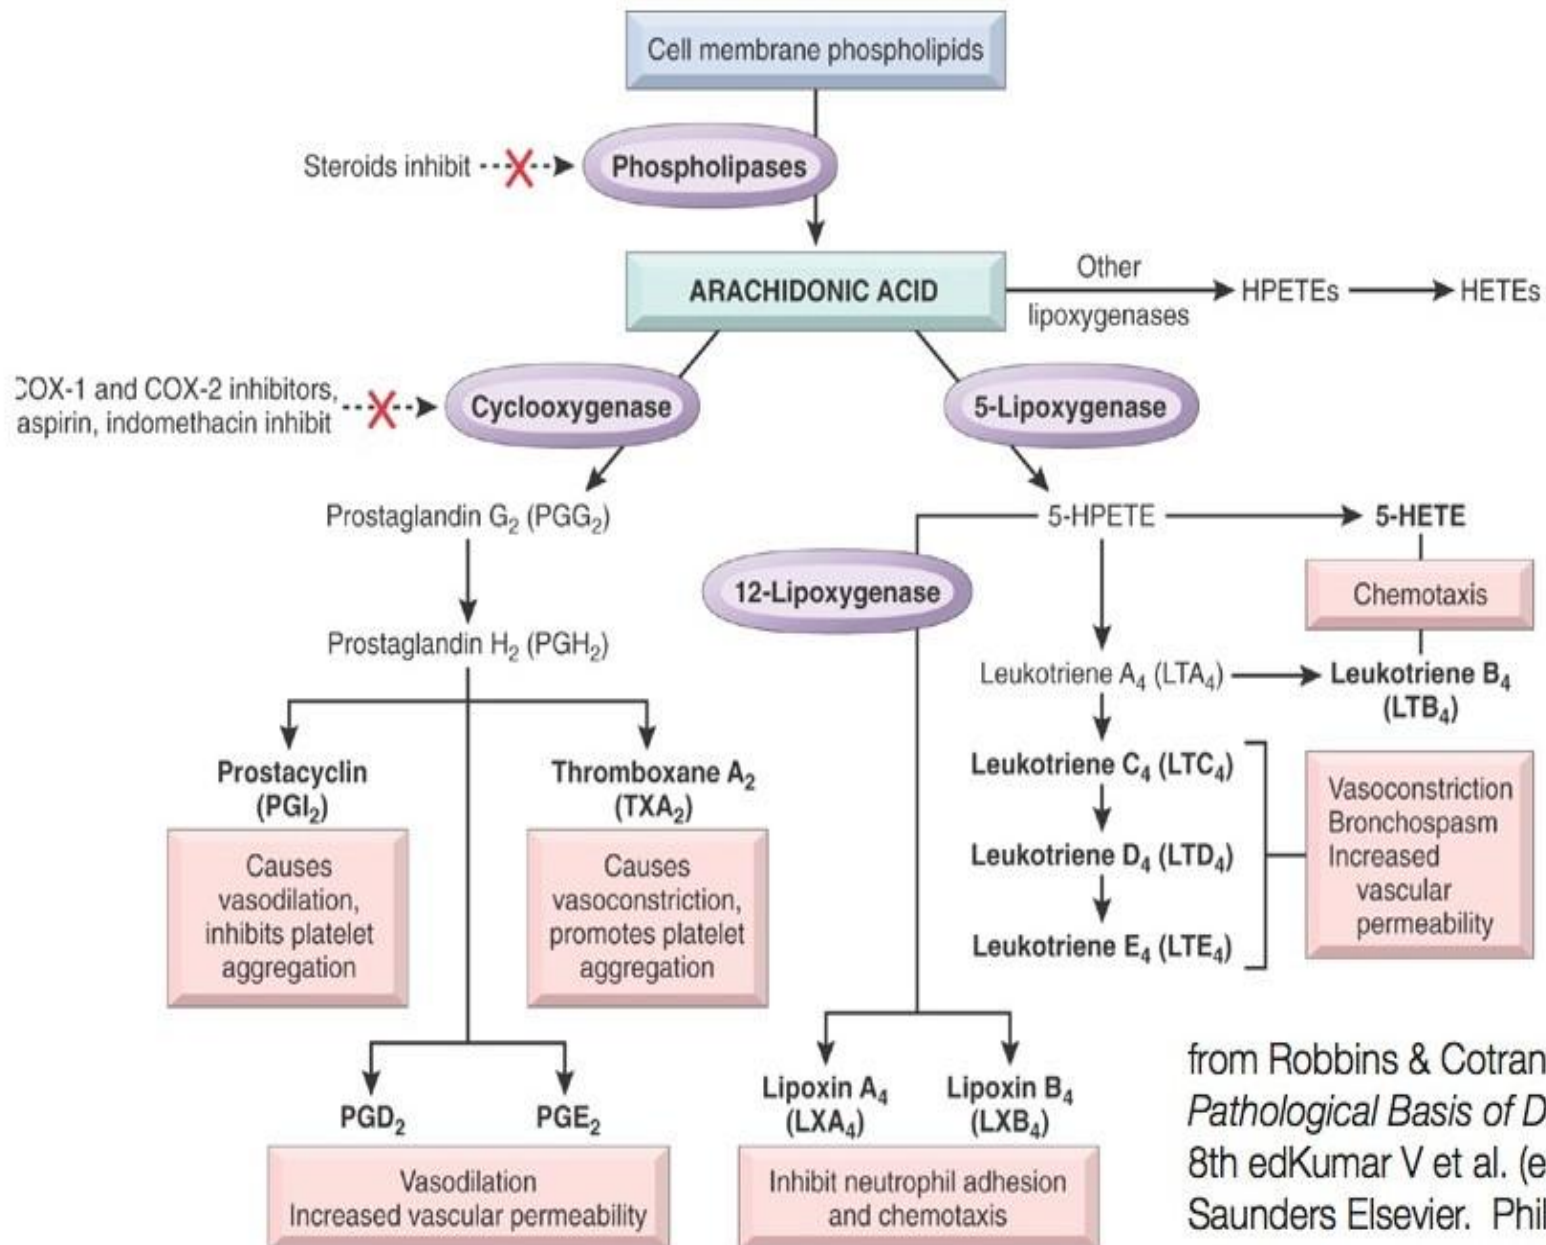 Cell membrane phospholipids
Steroids inhibit
Phospholipases
ARACHIDONIC ACID
Other
lipoxygenases
HPETEs
HETEs
COX-1 and COX-2 inhibitors,
aspirin, indomethacin inhibit
Cyclooxygenase
5-Lipoxygenase
Prostaglandin G₂ (PGG₂)
5-HPETE
5-HETE
12-Lipoxygenase
Chemotaxis
Prostaglandin H₂ (PGH₂)
Leukotriene A₄ (LTA₄)
Leukotriene B₄
(LTB₄)
Prostacyclin
(PGI₂)
Thromboxane A₂
(TXA₂)
Leukotriene C₄ (LTC₄)
Leukotriene D₄ (LTD₄)
Leukotriene E₄ (LTE₄)
Vasoconstriction
Bronchospasm
Increased
vascular
permeability
Causes
vasodilation,
inhibits platelet
aggregation
Causes
vasoconstriction,
promotes platelet
aggregation
PGD₂
PGE₂
Vasodilation
Increased vascular permeability
Lipoxin A₄
(LXA₄)
Lipoxin B₄
(LXB₄)
Inhibit neutrophil adhesion
and chemotaxis
from Robbins & Cotran
Pathological Basis of D
8th edKumar V et al. (e
Saunders Elsevier. Phil